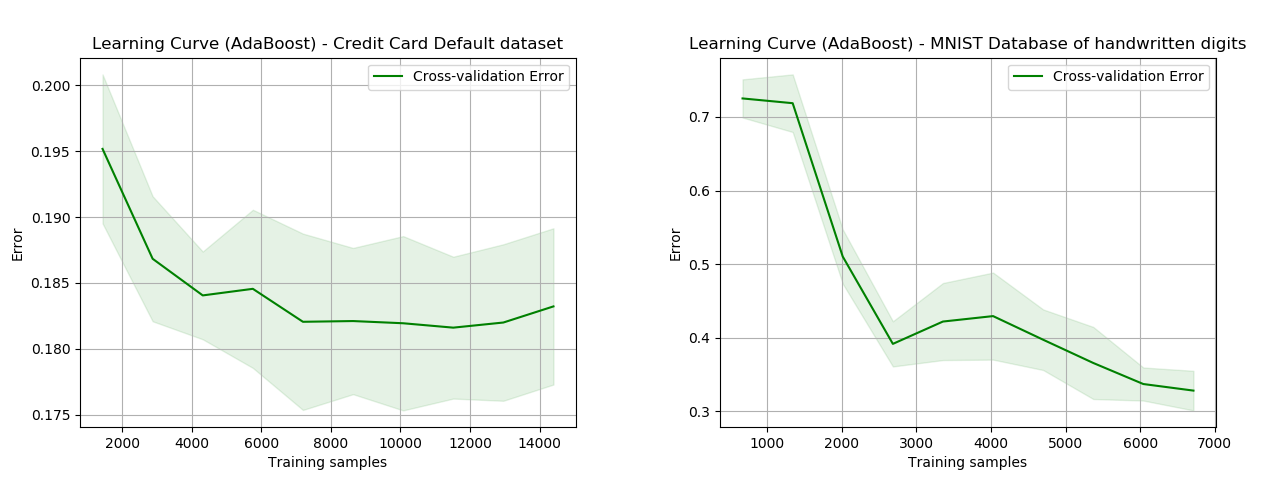 Learning Curve (AdaBoost) - Credit Card Default dataset
Cross-validation Error
Error
0.200
0.195
0.190
0.185
0.180
0.175
2000 4000 6000 8000 10000 12000 14000
Training samples
Learning Curve (AdaBoost) - MNIST Database of handwritten digits
Cross-validation Error
Error
0.7
0.6
0.5
0.4
0.3
1000 2000 3000 4000 5000 6000 7000
Training samples